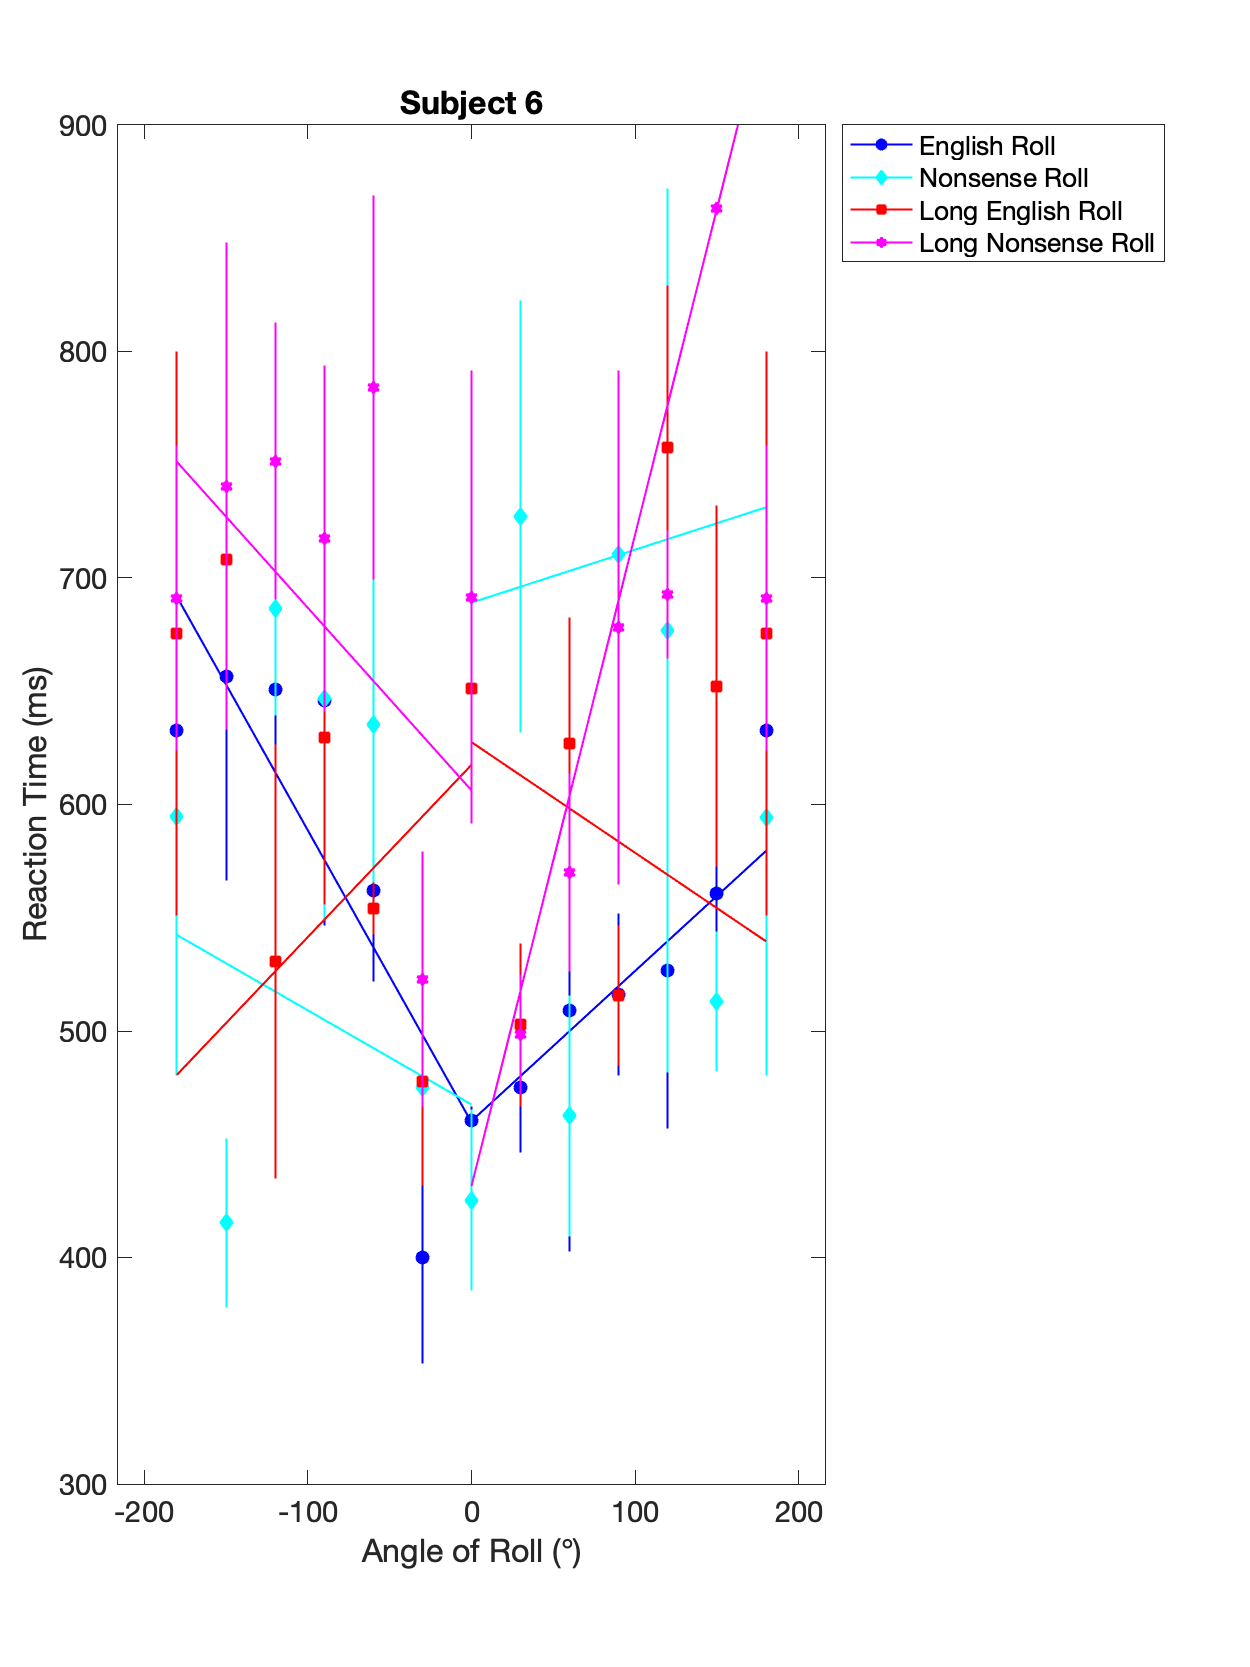 Subject 6
900
800
700
600
500
400
300
-200
-100
0
100
200
Reaction Time (ms)
Angle of Roll (°)
English Roll
Nonsense Roll
Long English Roll
Long Nonsense Roll